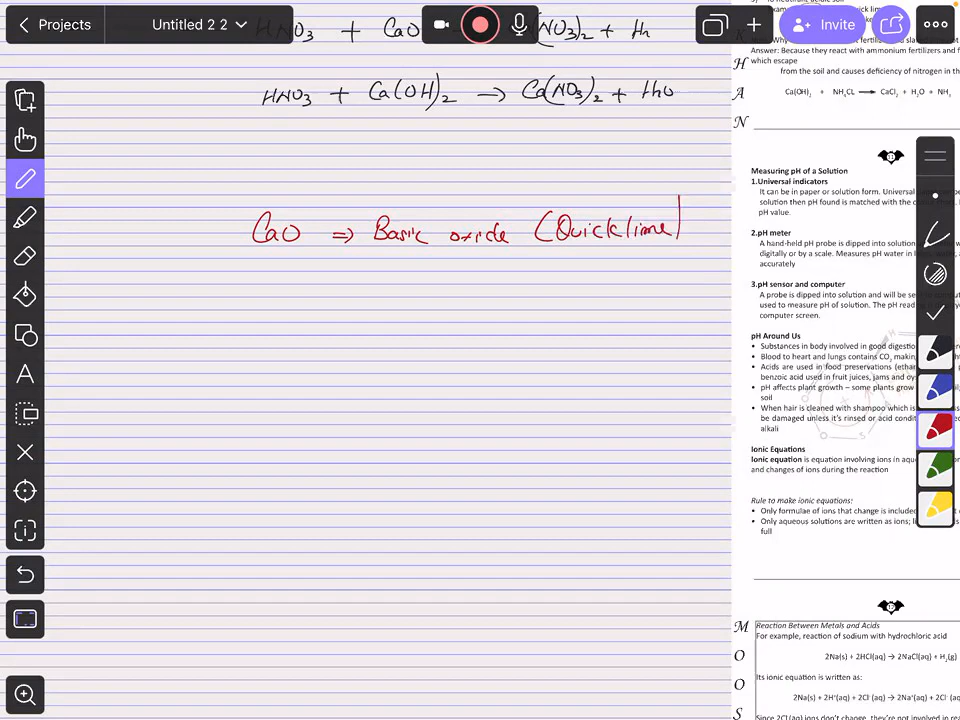 Projects
Untitled 2 2
Invite
HNO3 + CaO (NO3)2 + H
HNO3 + Ca(OH)2 → Ca(NO3)2 + H2O
CaO ⇒ Basic oxide (Quicklime)
Answer: Because they react with ammonium
which escape
from the soil and causes deficiency of nitrogen in th
Ca(OH)2 + NH4CL → CaCl2 + H2O + NH3
H
A
N
Measuring pH of a Solution
1.Universal indicators
It can be in paper or solution form. Universal
solution then pH found is matched with the
pH value.
2.pH meter
A hand-held pH probe is dipped into solution
digitally or by a scale. Measures pH water in
accurately
3.pH sensor and computer
A probe is dipped into solution and will be
used to measure pH of solution. The pH
computer screen.
pH Around Us
• Substances in body involved in good
• Blood to heart and lungs contains CO2
• Acids are used in food preservations
benzoic acid used in fruit juices, jams and
• pH affects plant growth – some plants grow
soil
• When hair is cleaned with shampoo which
be damaged unless it's rinsed or acid
alkali
Ionic Equations
Ionic equation is equation involving ions in
and changes of ions during the reaction
Rule to make ionic equations:
• Only formulae of ions that change is
• Only aqueous solutions are written as ions;
full
M
O
O
S
Reaction Between Metals and Acids
For example, reaction of sodium with hydrochloric acid
2Na(s) + 2HCl(aq) → 2NaCl(aq) + H2(g)
Its ionic equation is written as:
2Na(s) + 2H+(aq) + 2Cl-(aq) → 2Na+(aq) + 2Cl-(aq)
Since 2Cl-(aq) ions don't change, they're not involved in